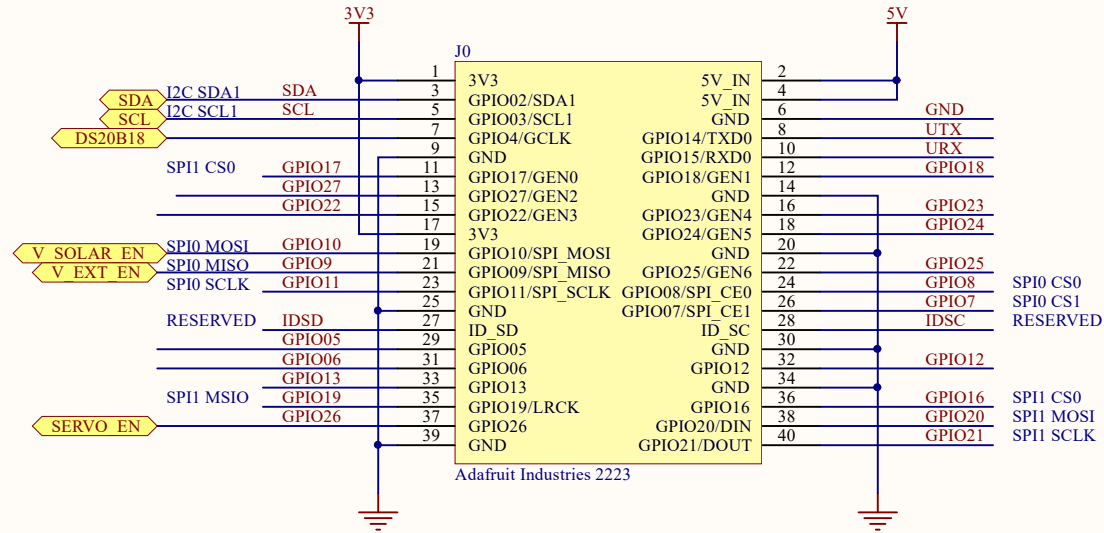 3V3 5V
J0
1 3V3 5V_IN 2
SDA I2C SDA1 SDA 3 GPIO02/SDA1 5V_IN 4
SCL I2C SCL1 SCL 5 GPIO03/SCL1 GND 6 GND
DS20B18 7 GPIO4/GCLK GPIO14/TXD0 8 UTX
9 GND GPIO15/RXD0 10 URX
SPI1 CS0 GPIO17 11 GPIO17/GEN0 GPIO18/GEN1 12 GPIO18
GPIO27 13 GPIO27/GEN2 GND 14
GPIO22 15 GPIO22/GEN3 GPIO23/GEN4 16 GPIO23
17 3V3 GPIO24/GEN5 18 GPIO24
V_SOLAR_EN SPI0 MOSI GPIO10 19 GPIO10/SPI_MOSI GND 20
V_EXT_EN SPI0 MISO GPIO9 21 GPIO09/SPI_MISO GPIO25/GEN6 22 GPIO25
SPI0 SCLK GPIO11 23 GPIO11/SPI_SCLK GPIO08/SPI_CE0 24 GPIO8 SPI0 CS0
25 GND GPIO07/SPI_CE1 26 GPIO7 SPI0 CS1
RESERVED IDSD 27 ID_SD ID_SC 28 IDSC RESERVED
GPIO05 29 GPIO05 GND 30
GPIO06 31 GPIO06 GPIO12 32 GPIO12
GPIO13 33 GPIO13 GND 34
SPI1 MSIO GPIO19 35 GPIO19/LRCK GPIO16 36 GPIO16 SPI1 CS0
SERVO_EN GPIO26 37 GPIO26 GPIO20/DIN 38 GPIO20 SPI1 MOSI
39 GND GPIO21/DOUT 40 GPIO21 SPI1 SCLK
Adafruit Industries 2223